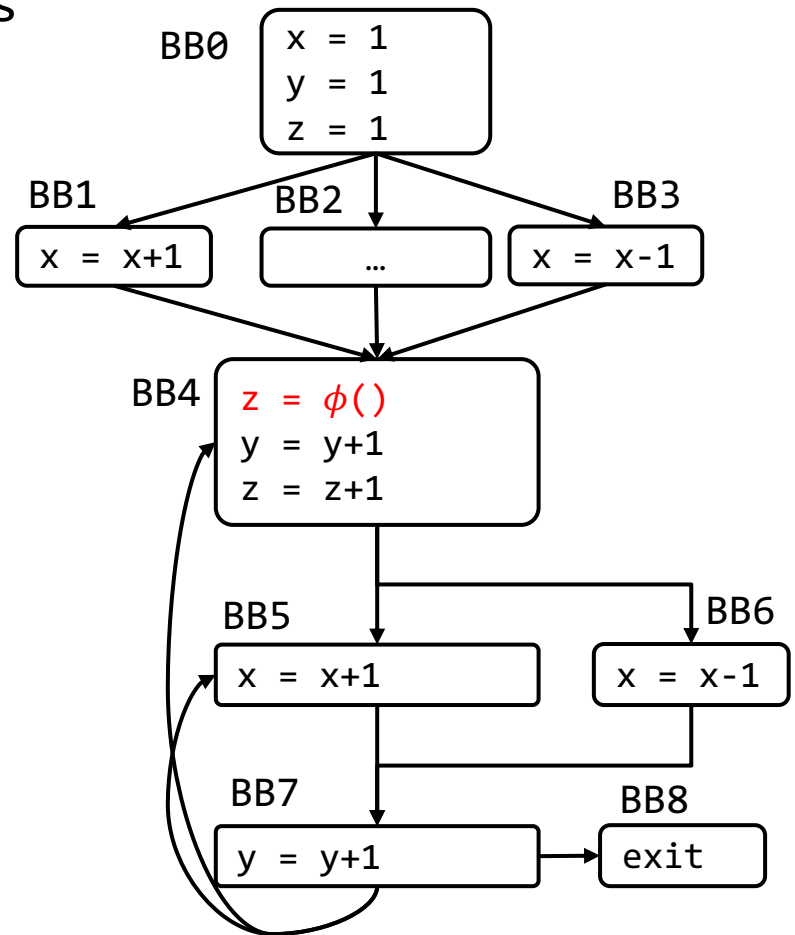 s
BB0
x = 1
y = 1
z = 1
BB1
BB2
BB3
x = x+1
…
x = x-1
BB4
z = ϕ()
y = y+1
z = z+1
BB5
BB6
x = x+1
x = x-1
BB7
BB8
y = y+1
exit